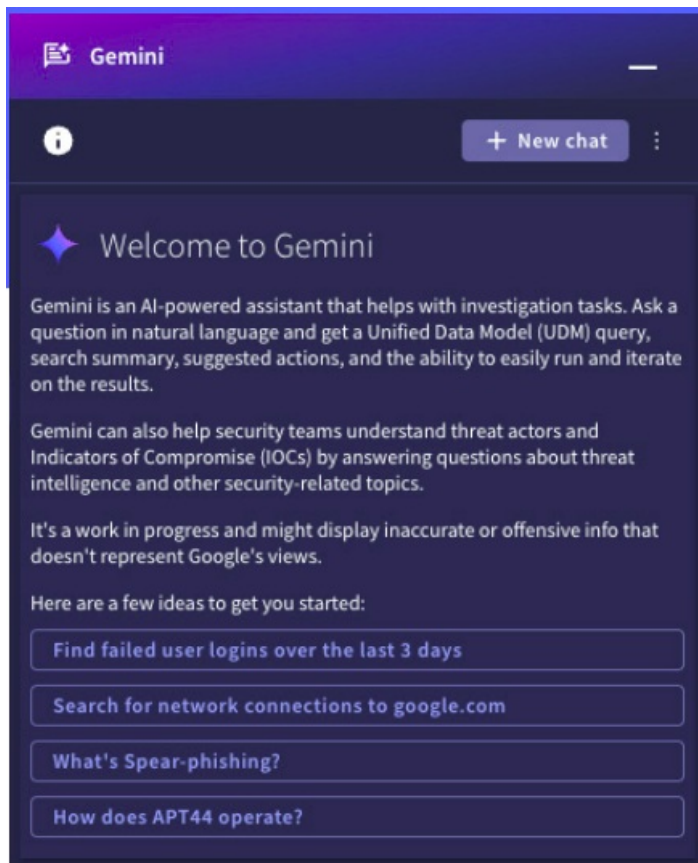 Gemini
+ New chat
Welcome to Gemini
Gemini is an AI-powered assistant that helps with investigation tasks. Ask a
question in natural language and get a Unified Data Model (UDM) query,
search summary, suggested actions, and the ability to easily run and iterate
on the results.
Gemini can also help security teams understand threat actors and
Indicators of Compromise (IOCs) by answering questions about threat
intelligence and other security-related topics.
It's a work in progress and might display inaccurate or offensive info that
doesn't represent Google's views.
Here are a few ideas to get you started:
Find failed user logins over the last 3 days
Search for network connections to google.com
What's Spear-phishing?
How does APT44 operate?